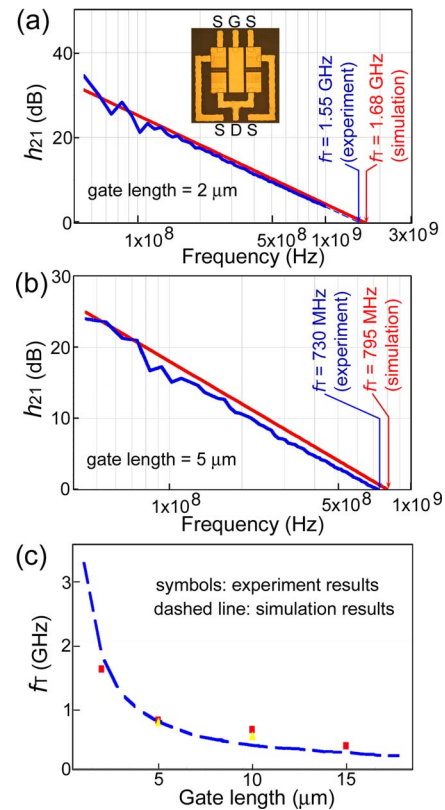 (a)
S G S
S D S
40
20
0
h21 (dB)
gate length = 2 μm
fT = 1.55 GHz
(experiment)
fT = 1.68 GHz
(simulation)
1x10^8
5x10^8
1x10^9
3x10^9
Frequency (Hz)
(b)
30
20
10
0
h21 (dB)
gate length = 5 μm
fT = 730 MHz
(experiment)
fT = 795 MHz
(simulation)
1x10^8
5x10^8
1x10^9
Frequency (Hz)
(c)
symbols: experiment results
dashed line: simulation results
3
2
1
0
fT (GHz)
5
10
15
Gate length (μm)